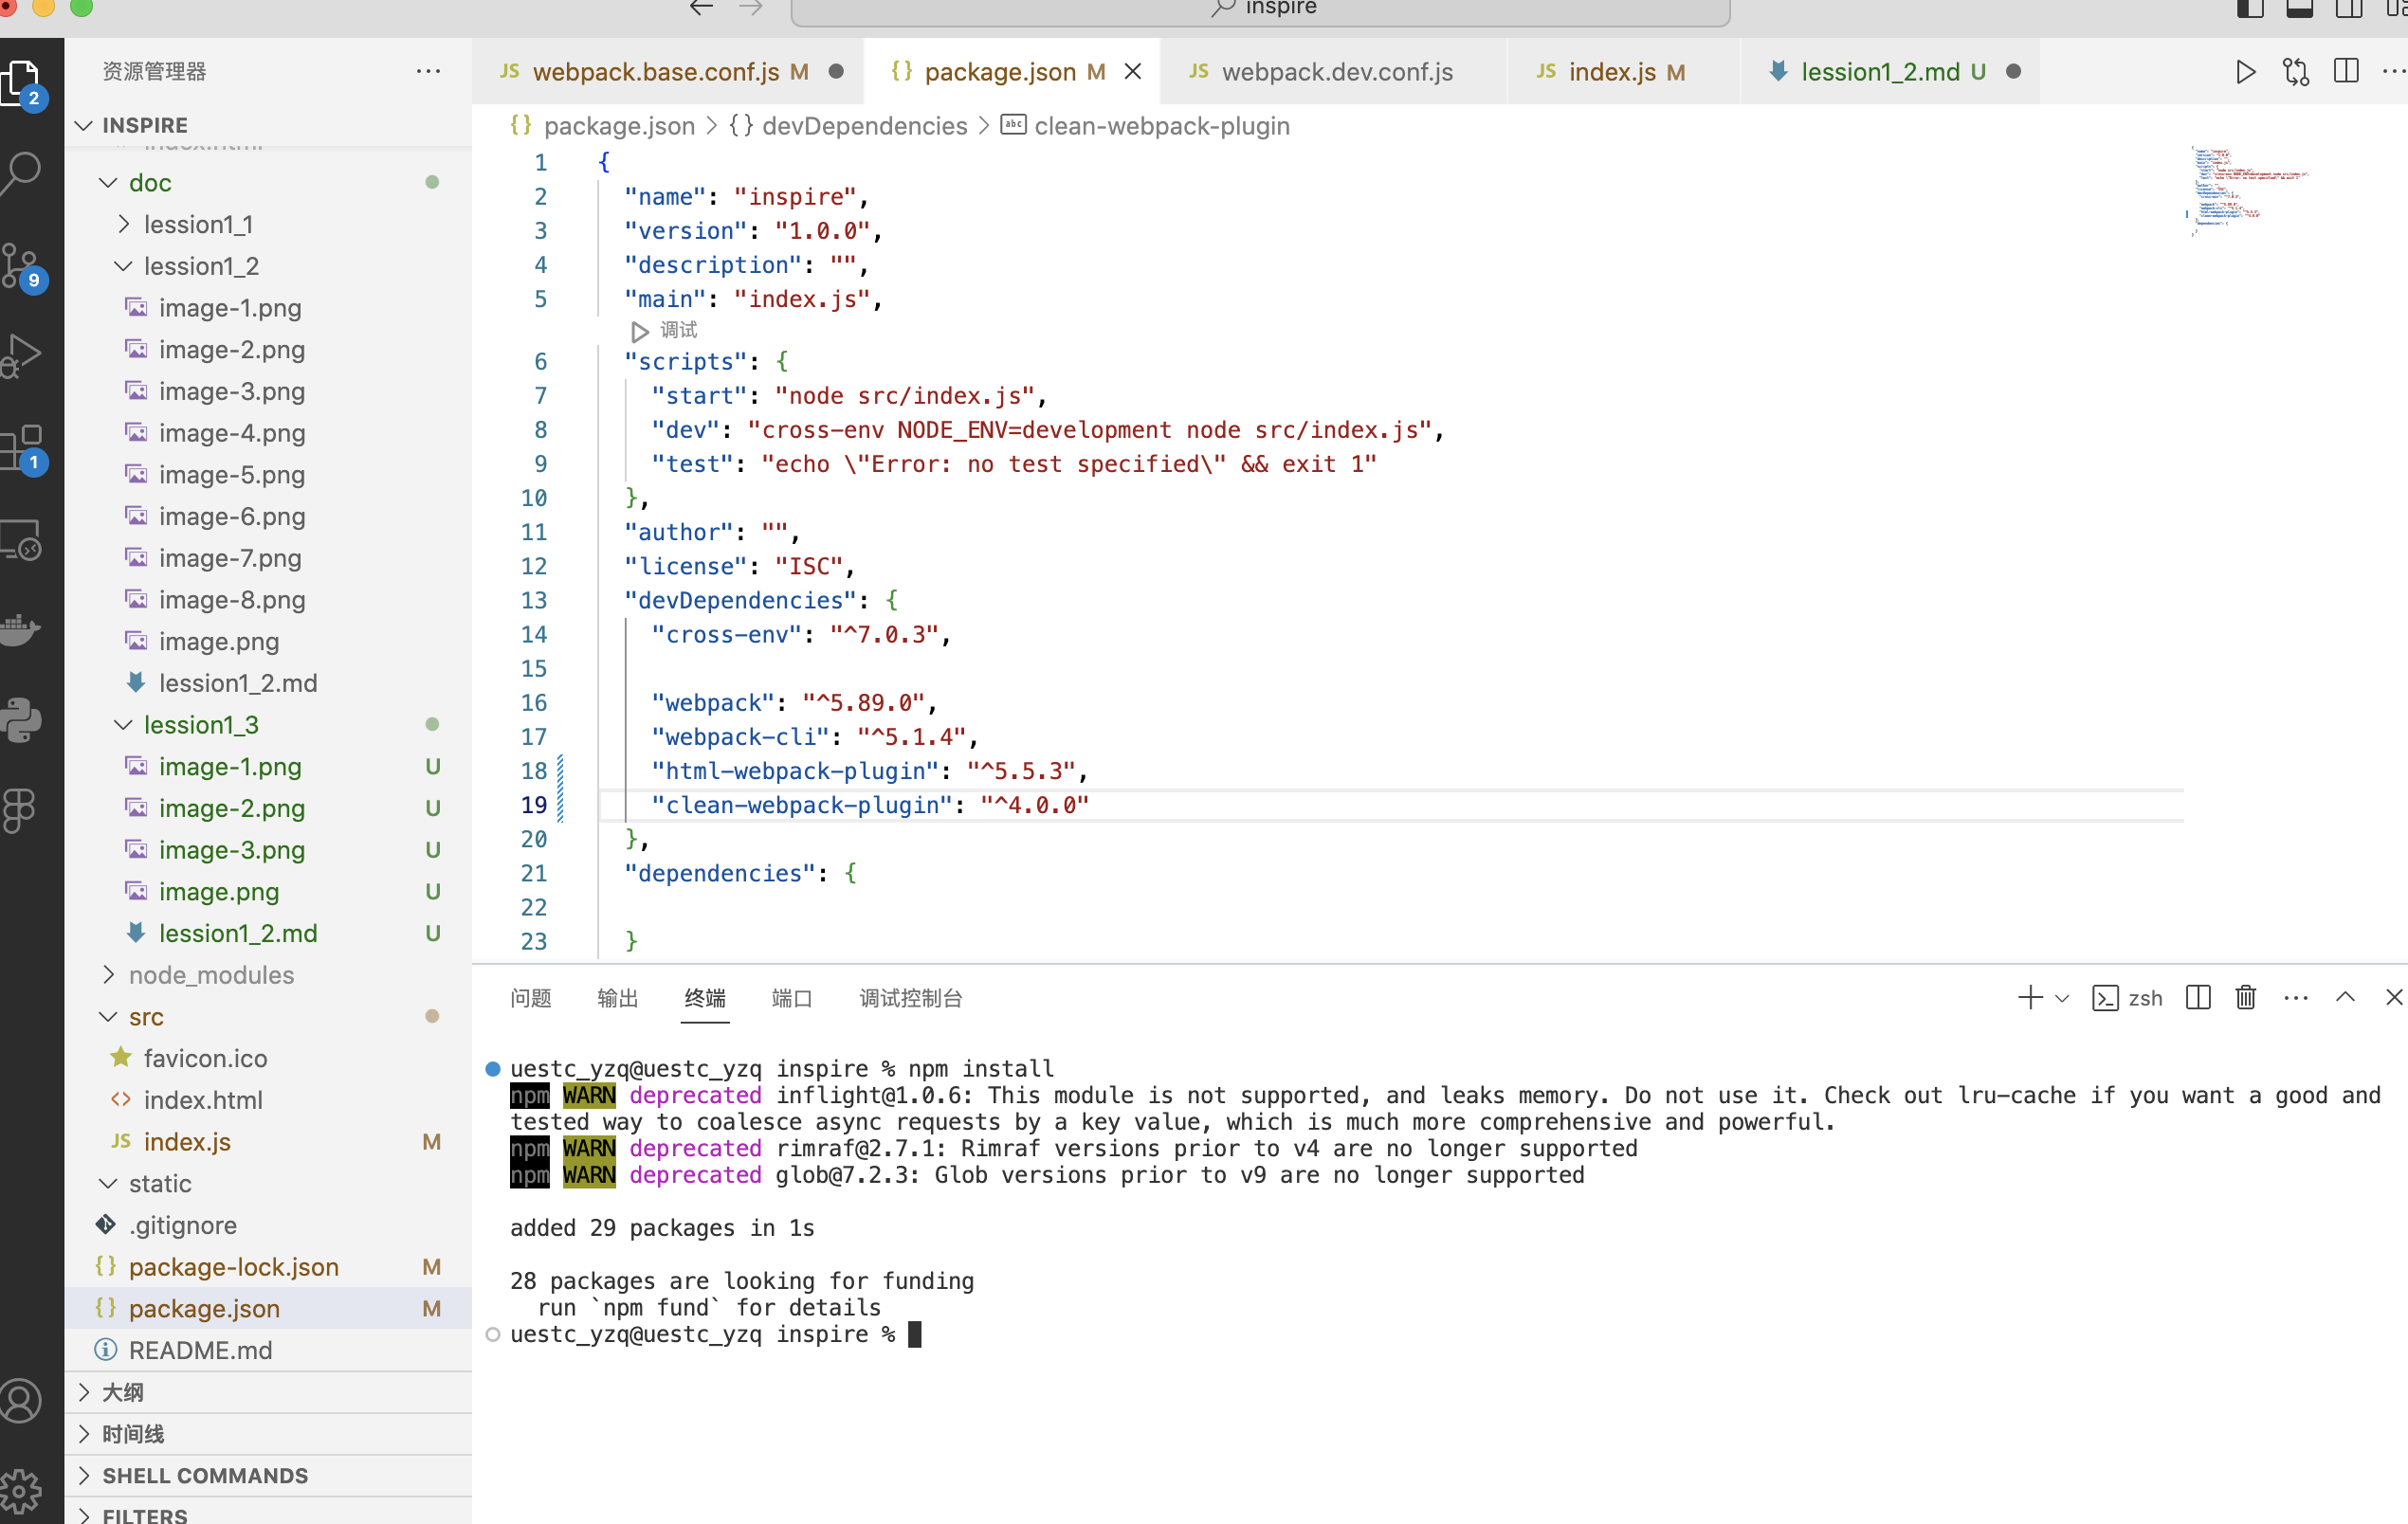 inspire
资源管理器
INSPIRE
index.html
doc
lession1_1
lession1_2
image-1.png
image-2.png
image-3.png
image-4.png
image-5.png
image-6.png
image-7.png
image-8.png
image.png
lession1_2.md
lession1_3
image-1.png U
image-2.png U
image-3.png U
image.png U
lession1_2.md U
node_modules
src
favicon.ico
index.html
index.js M
static
.gitignore
package-lock.json M
package.json M
README.md
大纲
时间线
SHELL COMMANDS
FILTERS
2
9
1
JS webpack.base.conf.js M
{} package.json M
JS webpack.dev.conf.js
JS index.js M
lession1_2.md U
{} package.json > {} devDependencies > abc clean-webpack-plugin
1 {
2 "name": "inspire",
3 "version": "1.0.0",
4 "description": "",
5 "main": "index.js",
调试
6 "scripts": {
7 "start": "node src/index.js",
8 "dev": "cross-env NODE_ENV=development node src/index.js",
9 "test": "echo \"Error: no test specified\" && exit 1"
10 },
11 "author": "",
12 "license": "ISC",
13 "devDependencies": {
14 "cross-env": "^7.0.3",
15
16 "webpack": "^5.89.0",
17 "webpack-cli": "^5.1.4",
18 "html-webpack-plugin": "^5.5.3",
19 "clean-webpack-plugin": "^4.0.0"
20 },
21 "dependencies": {
22
23 }
问题 输出 终端 端口 调试控制台
zsh
uestc_yzq@uestc_yzq inspire % npm install
npm WARN deprecated inflight@1.0.6: This module is not supported, and leaks memory. Do not use it. Check out lru-cache if you want a good and
tested way to coalesce async requests by a key value, which is much more comprehensive and powerful.
npm WARN deprecated rimraf@2.7.1: Rimraf versions prior to v4 are no longer supported
npm WARN deprecated glob@7.2.3: Glob versions prior to v9 are no longer supported
added 29 packages in 1s
28 packages are looking for funding
run `npm fund` for details
uestc_yzq@uestc_yzq inspire %